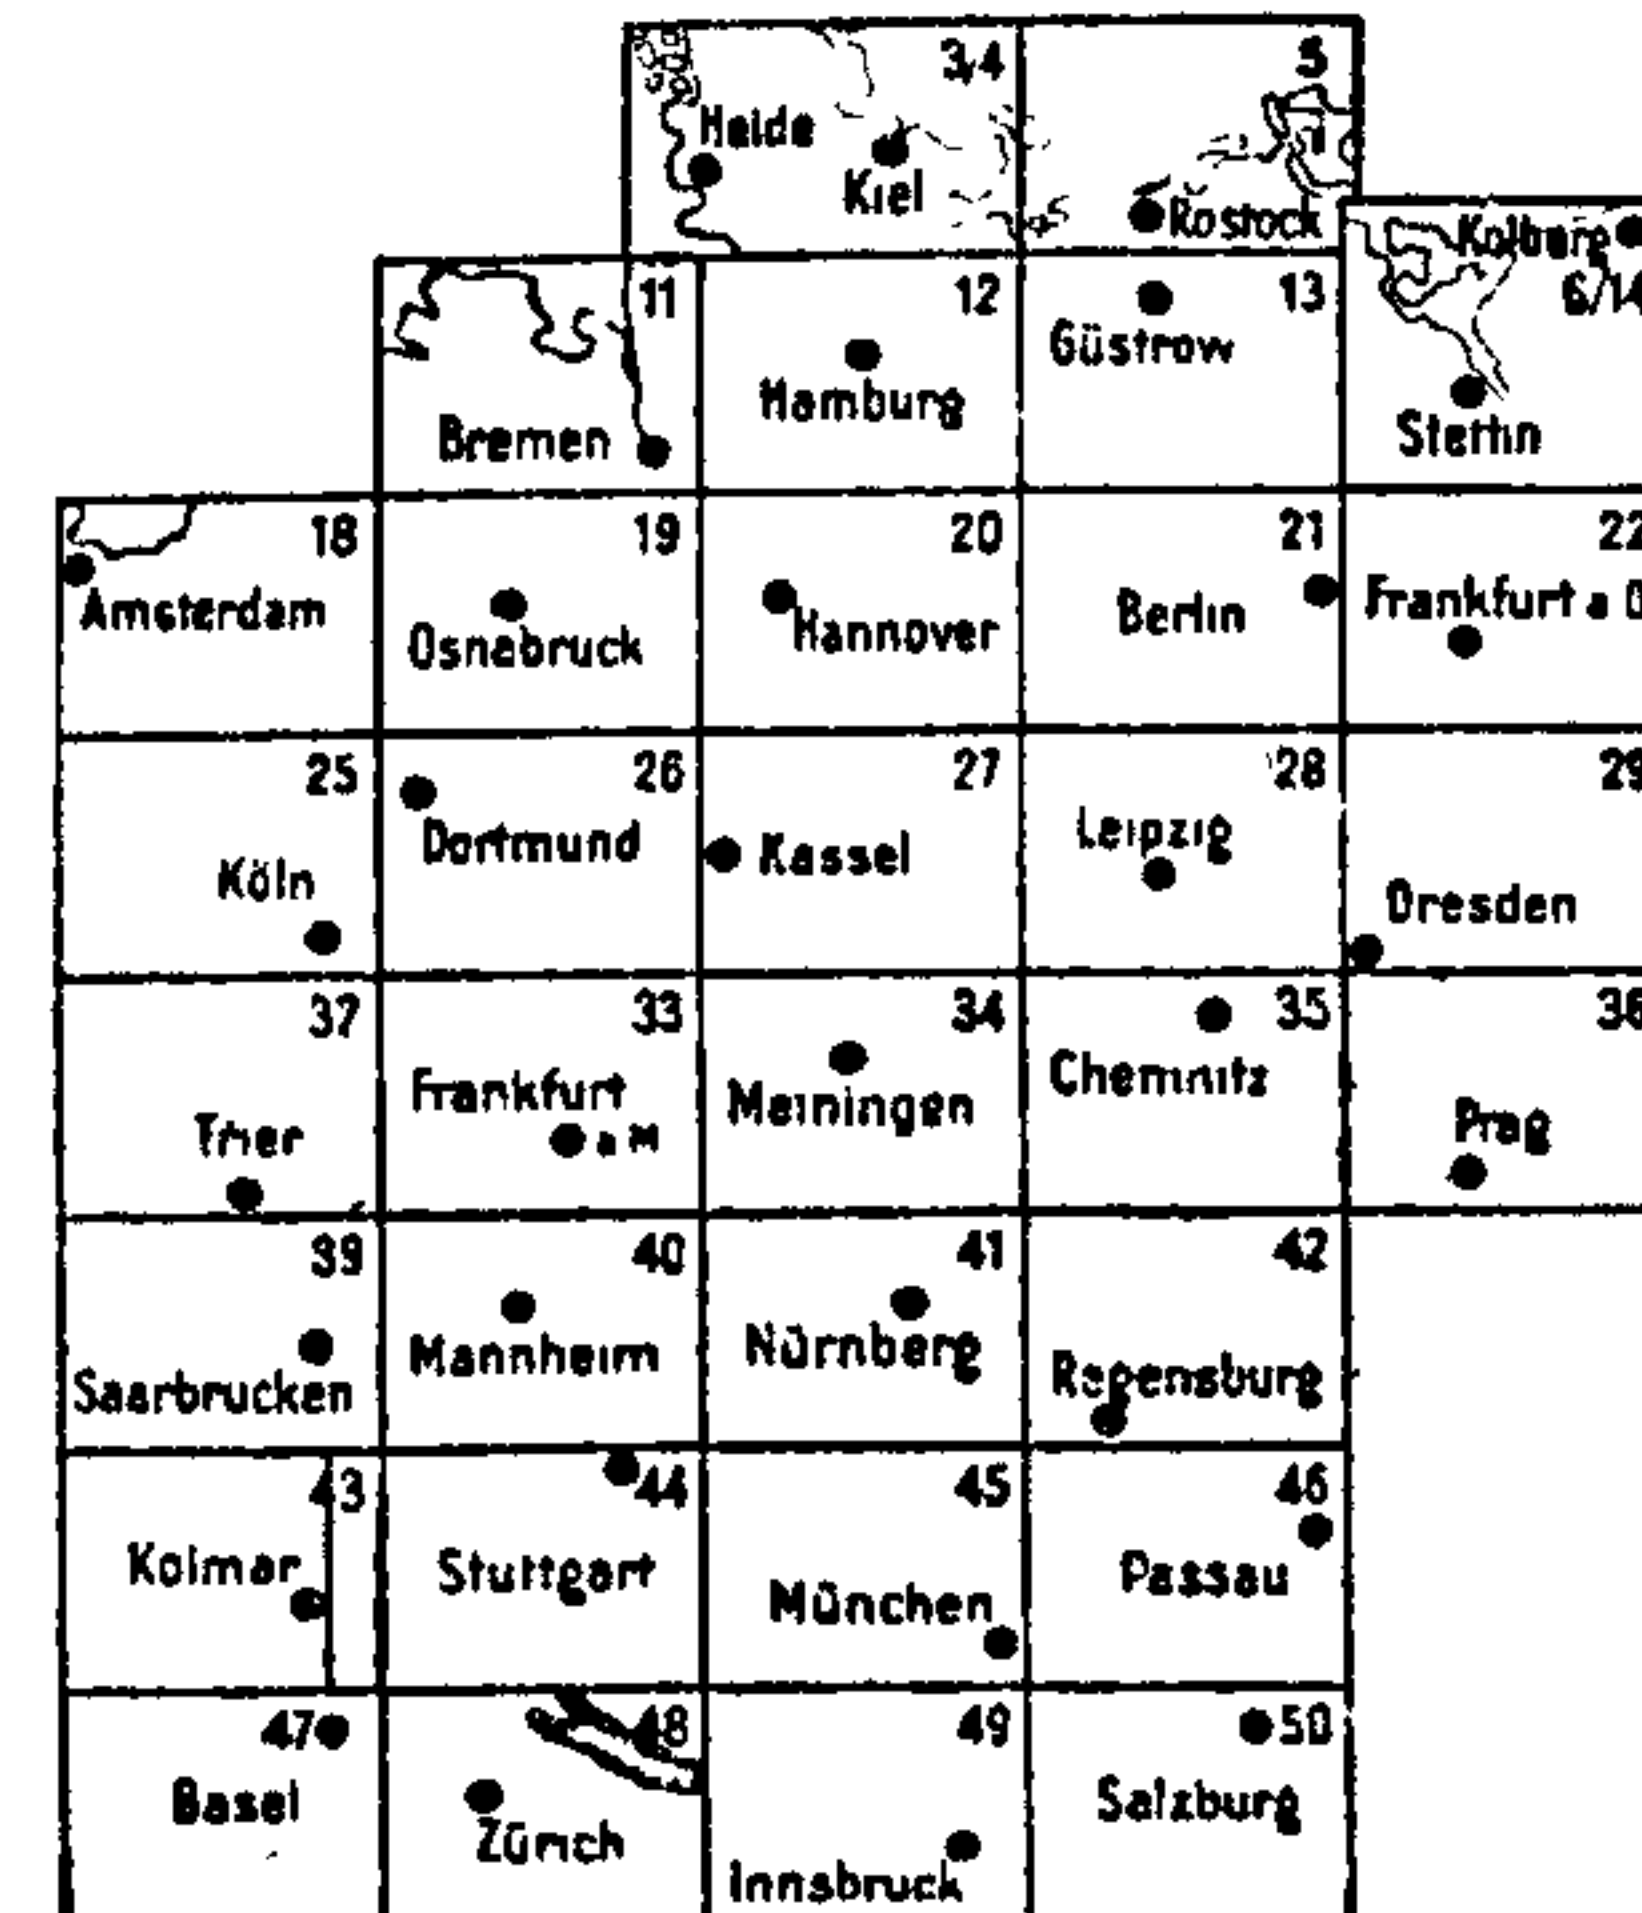 3/4
5
Heide
Kiel
Rostock
Kolberg
6/14
11
12
13
Güstrow
Hamburg
Bremen
Stettin
18
19
20
21
22
Amsterdam
Osnabruck
Hannover
Berlin
Frankfurt a O
25
26
27
28
29
Dortmund
Kassel
Leipzig
Köln
Dresden
37
33
34
35
36
Frankfurt
a M
Meiningen
Chemnitz
Trier
Prag
39
40
41
42
Saarbrucken
Mannheim
Nürnberg
Regensburg
43
44
45
46
Kolmar
Stuttgart
München
Passau
47
48
49
50
Basel
Zürich
Innsbruck
Salzburg